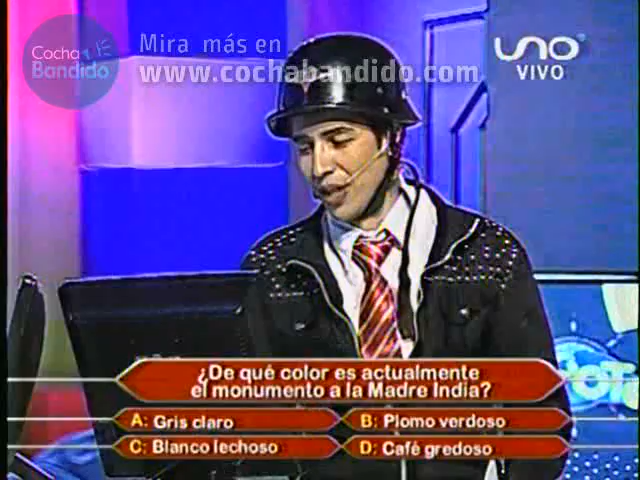 Cocha
Bandido
Mira más en
www.cochabandido.com
UNO
VIVO
¿De qué color es actualmente
el monumento a la Madre India?
A: Gris claro
B: Plomo verdoso
C: Blanco lechoso
D: Café gredoso